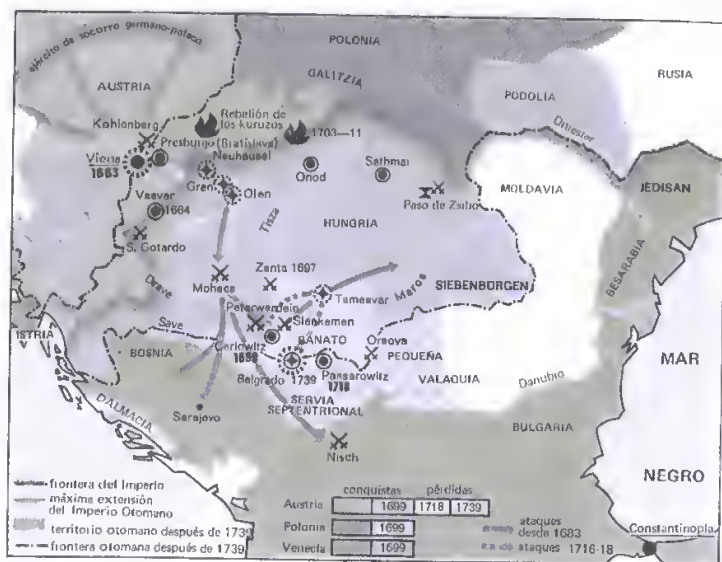 POLONIA
RUSIA
ejército de socorro germano-polaco
GALITZIA
AUSTRIA
PODOLIA
Rebelión de
los kuruzos
1703—11
Kahlenberg
Dniester
Presburgo (Bratislava)
Neuhäusel
Viena
1683
Onod
Sathmar
Gran
Ofen
MOLDAVIA
JEDISAN
Vasvar
1664
Paso de Zsibo
Tisza
HUNGRIA
BESARABIA
S. Gotardo
Drave
Mohacs
Zenta 1697
Maros
SIEBENBÜRGEN
Temesvar
Peterwardein
Slankamen
Save
ISTRIA
V
Carlowitz
1699
BANATO
Orsova
PEQUEÑA
MAR
BOSNIA
VALAQUIA
Danubio
Belgrado 1739
Passarowitz
1718
DALMACIA
SERVIA
SEPTENTRIONAL
Sarajovo
BULGARIA
NEGRO
Nisch
frontera del Imperio
máxima extensión
del Imperio Otomano
territorio otomano después de 1739
frontera otomana después de 1739
conquistas
pérdidas
Austria
1699
1718
1739
Polonia
1699
Venecia
1699
ataques
desde 1683
ataques 1716-18
Constantinopla